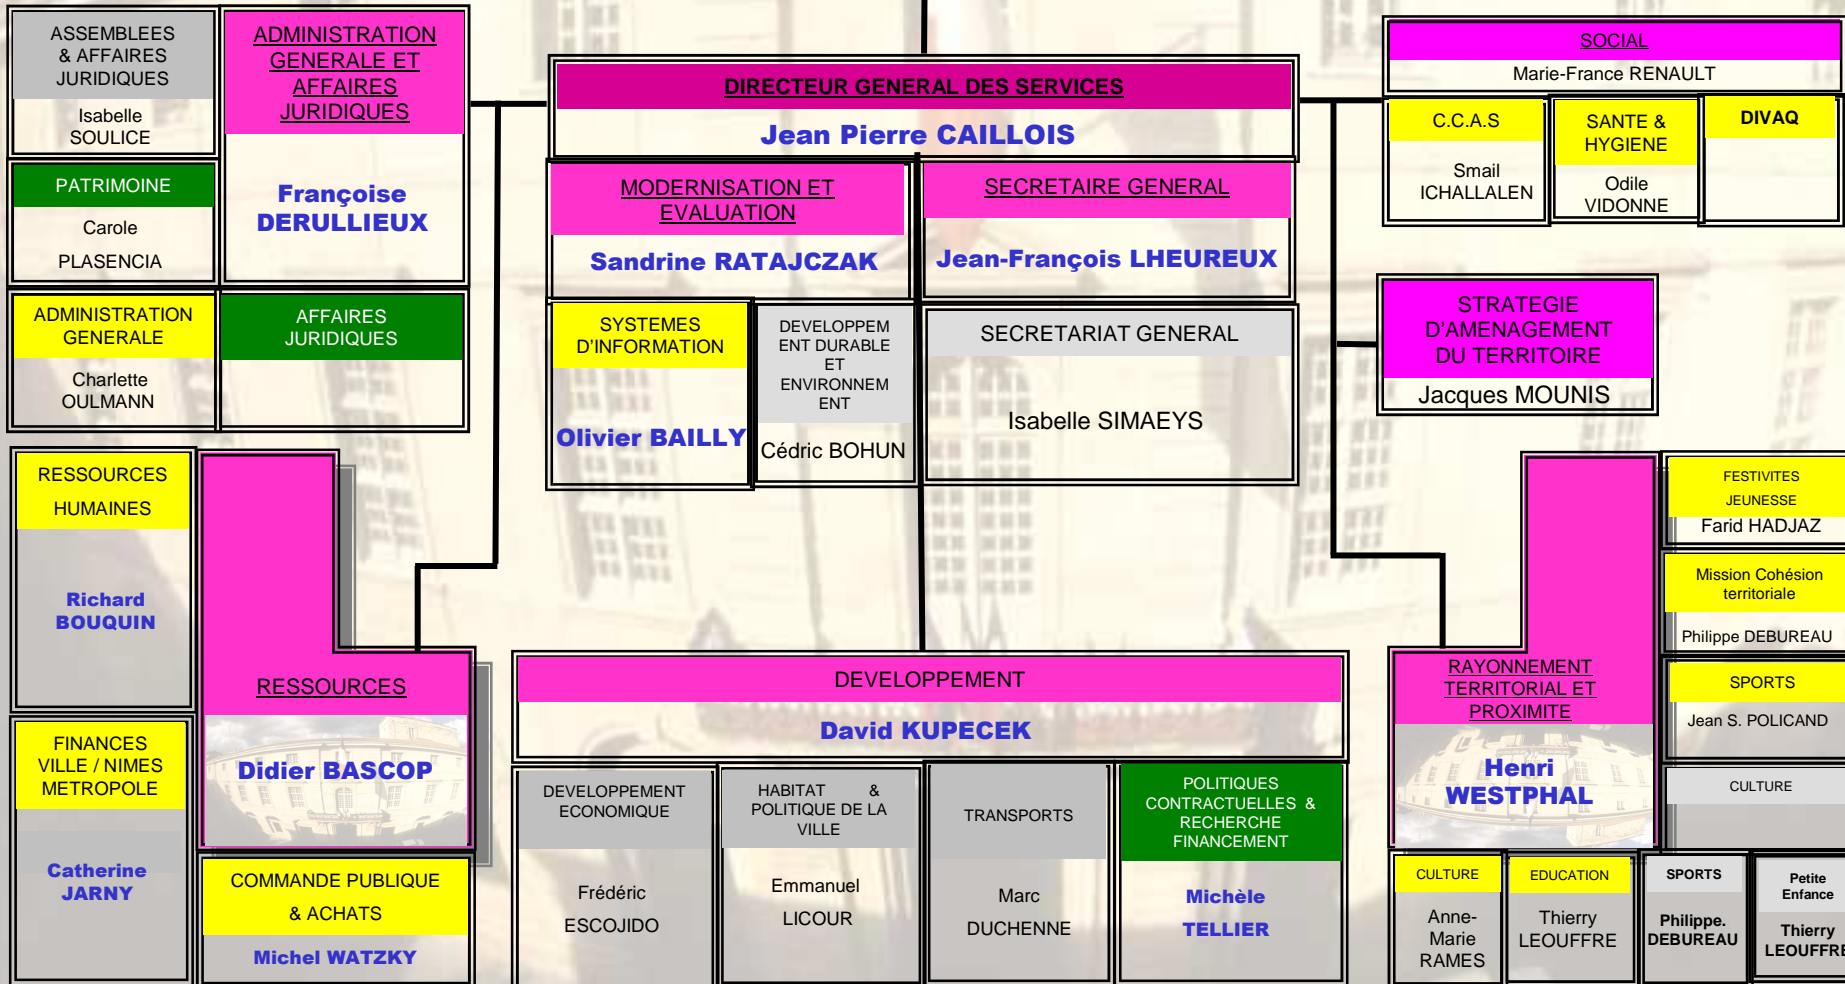 ASSEMBLEES
& AFFAIRES
JURIDIQUES
Isabelle
SOULICE
ADMINISTRATION
GENERALE ET
AFFAIRES
JURIDIQUES
Françoise
DERULLIEUX
PATRIMOINE
Carole
PLASENCIA
ADMINISTRATION
GENERALE
Charlette
OULMANN
AFFAIRES
JURIDIQUES
DIRECTEUR GENERAL DES SERVICES
Jean Pierre CAILLOIS
MODERNISATION ET
EVALUATION
Sandrine RATAJCZAK
SECRETAIRE GENERAL
Jean-François LHEUREUX
SYSTEMES
D'INFORMATION
Olivier BAILLY
DEVELOPPEM
ENT DURABLE
ET
ENVIRONNEM
ENT
Cédric BOHUN
SECRETARIAT GENERAL
Isabelle SIMAEYS
SOCIAL
Marie-France RENAULT
C.C.A.S
Smail
ICHALLALEN
SANTE &
HYGIENE
Odile
VIDONNE
DIVAQ
STRATEGIE
D'AMENAGEMENT
DU TERRITOIRE
Jacques MOUNIS
RESSOURCES
HUMAINES
Richard
BOUQUIN
RESSOURCES
Didier BASCOP
FINANCES
VILLE / NIMES
METROPOLE
Catherine
JARNY
COMMANDE PUBLIQUE
& ACHATS
Michel WATZKY
DEVELOPPEMENT
David KUPECEK
DEVELOPPEMENT
ECONOMIQUE
Frédéric
ESCOJIDO
HABITAT &
POLITIQUE DE LA
VILLE
Emmanuel
LICOUR
TRANSPORTS
Marc
DUCHENNE
POLITIQUES
CONTRACTUELLES &
RECHERCHE
FINANCEMENT
Michèle
TELLIER
RAYONNEMENT
TERRITORIAL ET
PROXIMITE
Henri
WESTPHAL
FESTIVITES
JEUNESSE
Farid HADJAZ
Mission Cohésion
territoriale
Philippe DEBUREAU
SPORTS
Jean S. POLICAND
CULTURE
CULTURE
Anne-
Marie
RAMES
EDUCATION
Thierry
LEOUFFRE
SPORTS
Philippe.
DEBUREAU
Petite
Enfance
Thierry
LEOUFFRE